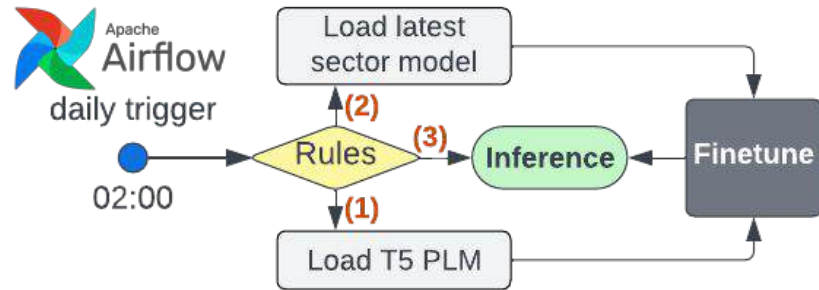 Apache
Airflow
daily trigger
02:00
Rules
(2)
Load latest
sector model
(3)
Inference
Finetune
(1)
Load T5 PLM